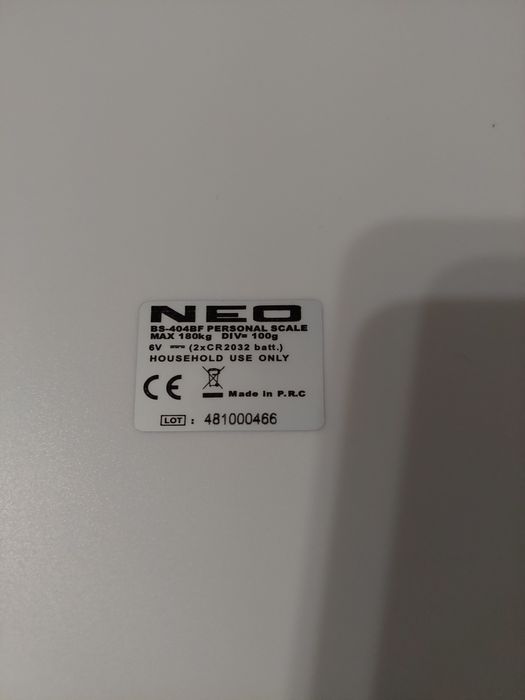 NEO
BS-404BF PERSONAL SCALE
MAX 180kg DIV= 100g
6V ⎓ (2xCR2032 batt.)
HOUSEHOLD USE ONLY
CE
Made in P.R.C
LOT : 481000466